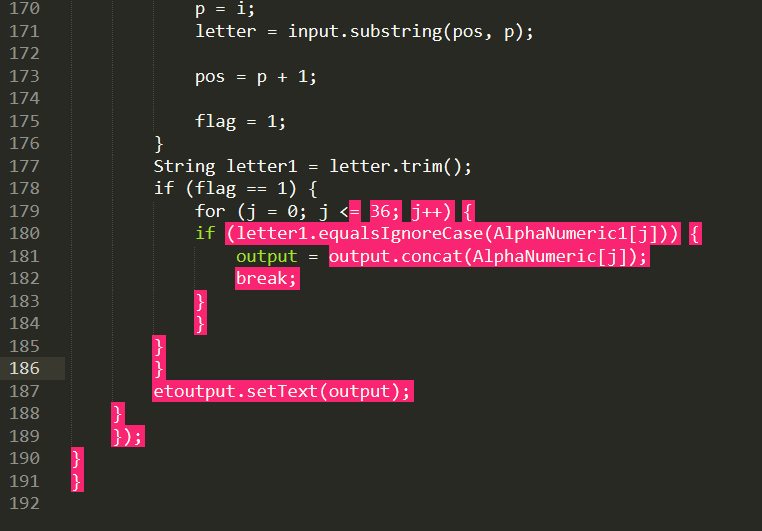 170 p = i;
171 letter = input.substring(pos, p);
172
173 pos = p + 1;
174
175 flag = 1;
176 }
177 String letter1 = letter.trim();
178 if (flag == 1) {
179 for (j = 0; j <= 36; j++) {
180 if (letter1.equalsIgnoreCase(AlphaNumeric1[j])) {
181 output = output.concat(AlphaNumeric[j]);
182 break;
183 }
184 }
185 }
186 }
187 etoutput.setText(output);
188 }
189 });
190 }
191 }
192